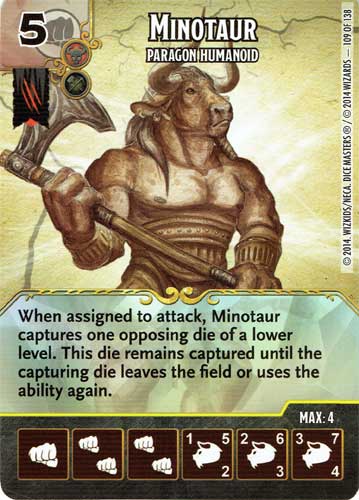 5
MINOTAUR
PARAGON HUMANOID
© 2014 WIZKIDS/NECA. DICE MASTERS® / © 2014 WIZARDS — 109 OF 138
When assigned to attack, Minotaur
captures one opposing die of a lower
level. This die remains captured until the
capturing die leaves the field or uses the
ability again.
MAX: 4
1 5 2 2 6 3 3 7 4